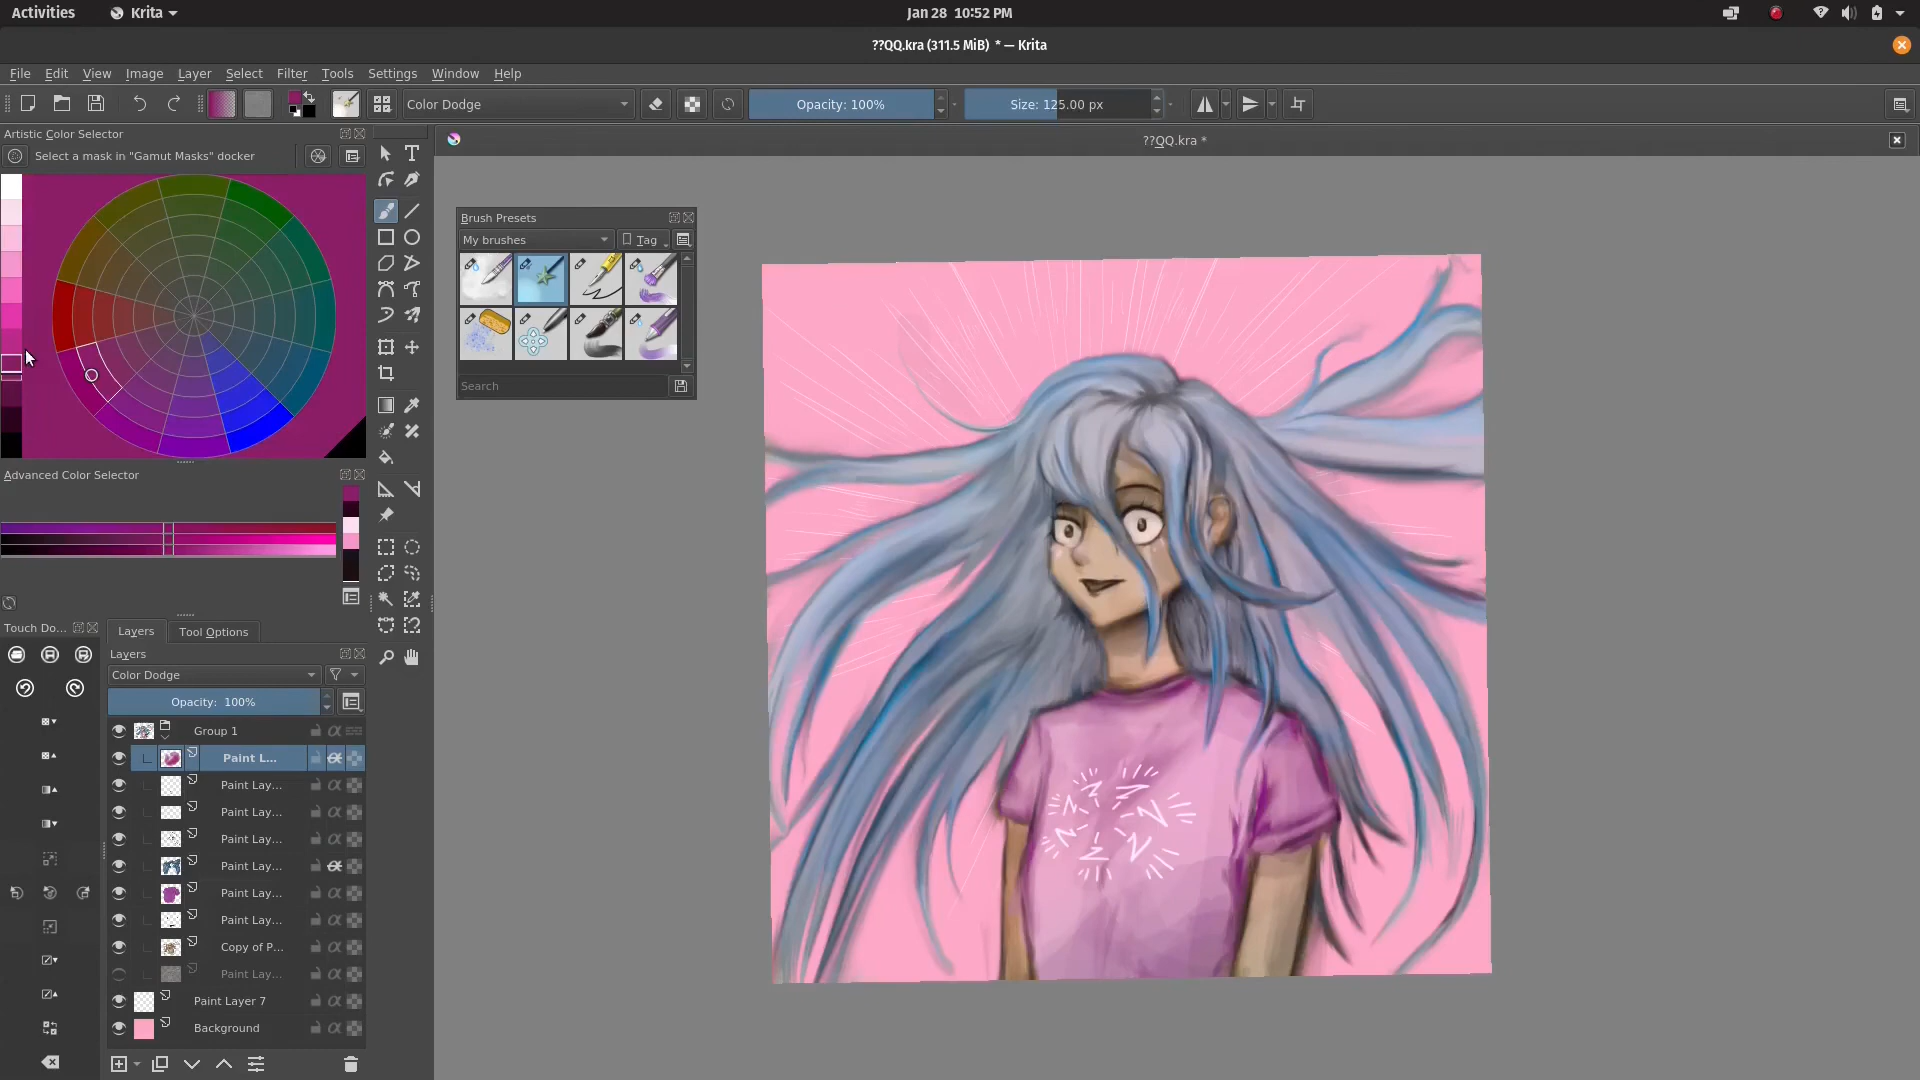 Activities Krita Jan 28 10:52 PM
??QQ.kra (311.5 MiB) * — Krita
File Edit View Image Layer Select Filter Tools Settings Window Help
Color Dodge Opacity: 100% Size: 125.00 px
Artistic Color Selector
Select a mask in "Gamut Masks" docker
??QQ.kra *
Brush Presets
My brushes Tag
Search
Advanced Color Selector
Touch Do... Layers Tool Options
Layers
Color Dodge
Opacity: 100%
Group 1
Paint L...
Paint Lay...
Paint Lay...
Paint Lay...
Paint Lay...
Paint Lay...
Paint Lay...
Copy of P...
Paint Lay...
Paint Layer 7
Background